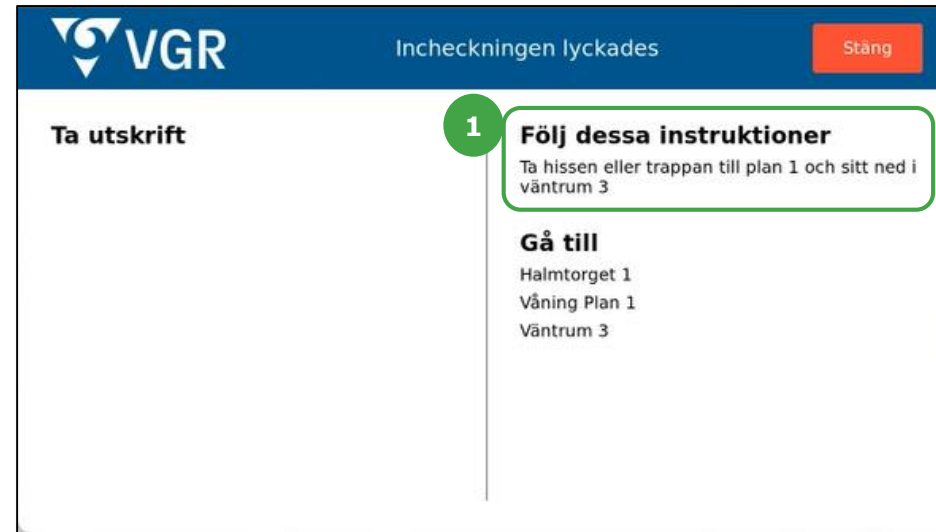 VGR
Incheckningen lyckades
Stäng
Ta utskrift
1
Följ dessa instruktioner
Ta hissen eller trappan till plan 1 och sitt ned i
väntrum 3
Gå till
Halmtorget 1
Våning Plan 1
Väntrum 3